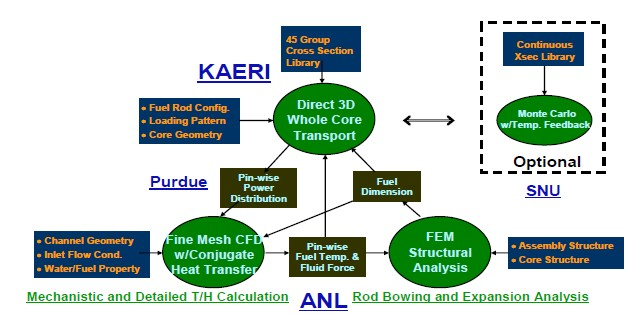 45 Group
Cross Section
Library
KAERI
Continuous
Xsec Library
• Fuel Rod Config.
• Loading Pattern
• Core Geometry
Direct 3D
Whole Core
Transport
Monte Carlo
w/Temp. Feedback
Optional
SNU
Purdue
Pin-wise
Power
Distribution
Fuel
Dimension
• Channel Geometry
• Inlet Flow Cond.
• Water/Fuel Property
Fine Mesh CFD
w/Conjugate
Heat Transfer
Pin-wise
Fuel Temp. &
Fluid Force
FEM
Structural
Analysis
• Assembly Structure
• Core Structure
Mechanistic and Detailed T/H Calculation
ANL
Rod Bowing and Expansion Analysis